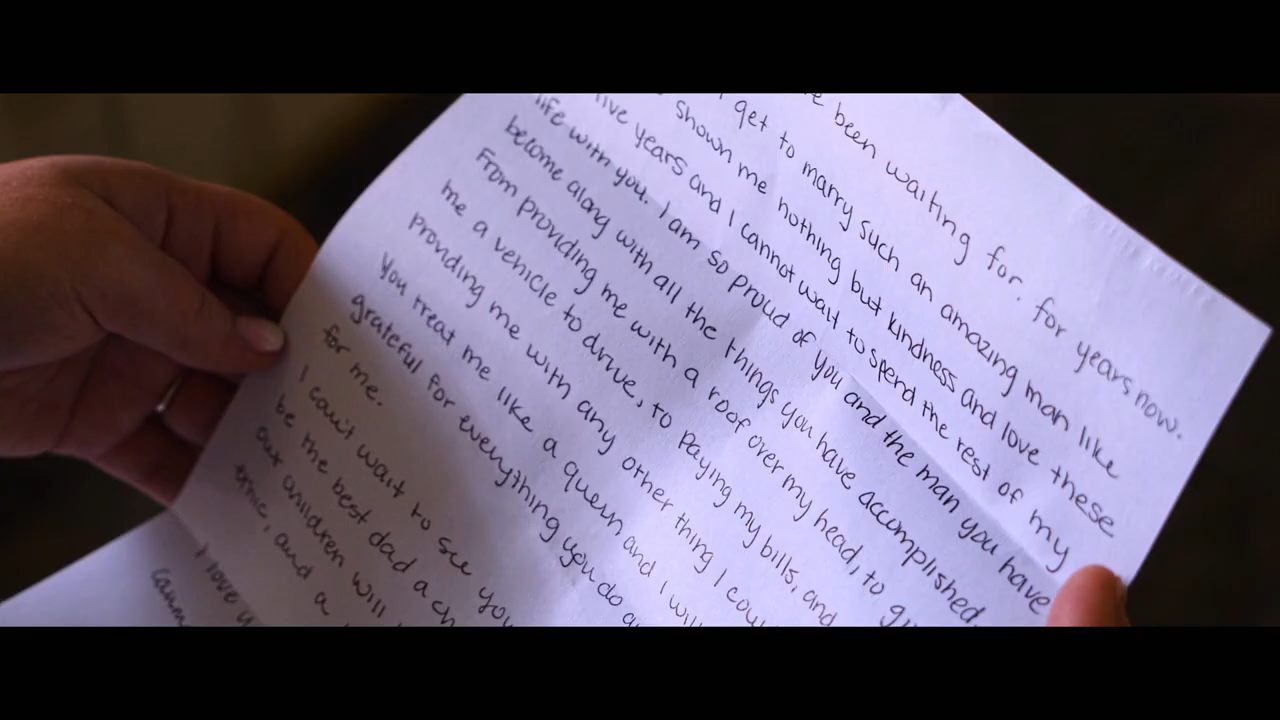 been waiting for. for years now.
get to marry such an amazing man like
shown me nothing but kindness and love these
five years and I cannot wait to spend the rest of my
life with you. I am so proud of you and the man you have
become along with all the things you have accomplished.
From providing me with a roof over my head, to
me a vehicle to drive, to paying my bills, and
providing me with any other thing I
You treat me like a queen and I will
grateful for everything you do
for me.
I can't wait to see you
be the best dad a
our children will
and a
I love